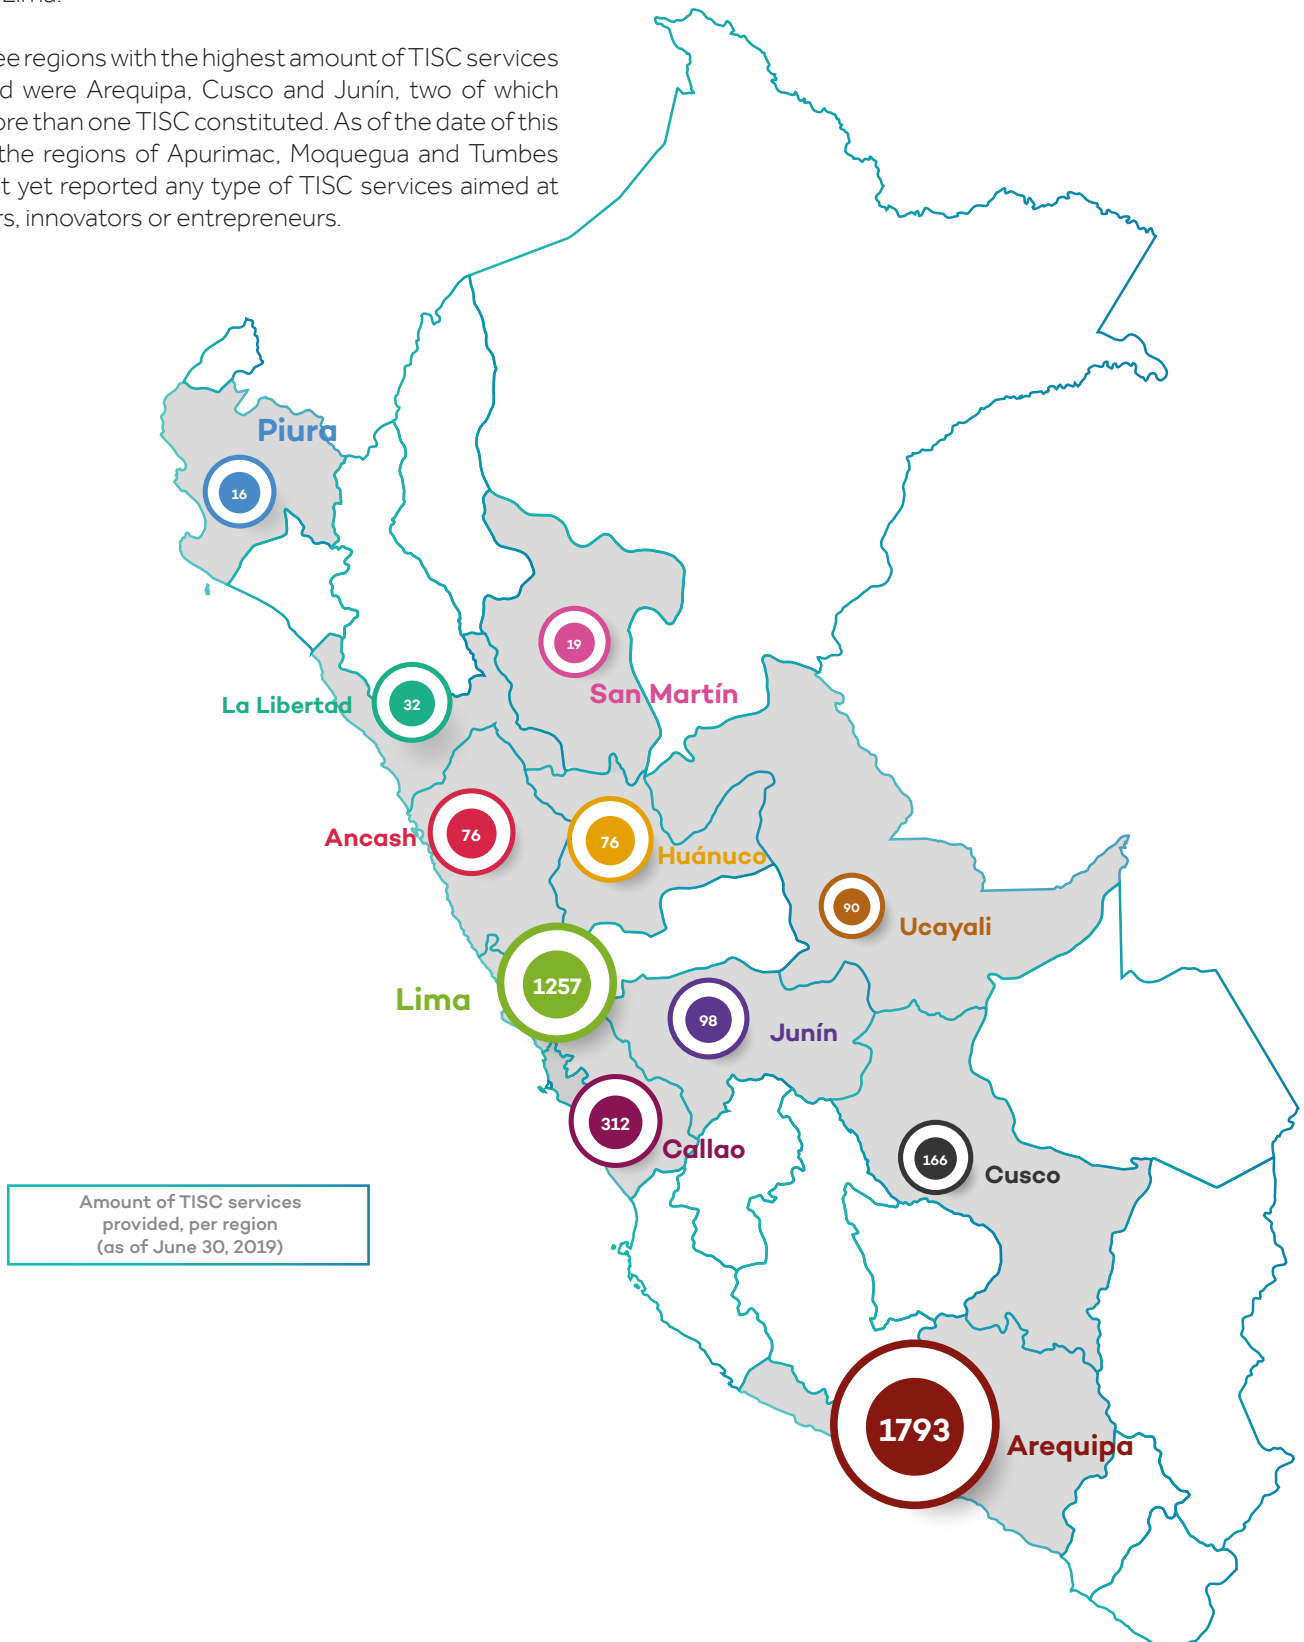 Lima.
ee regions with the highest amount of TISC services
d were Arequipa, Cusco and Junín, two of which
ore than one TISC constituted. As of the date of this
the regions of Apurimac, Moquegua and Tumbes
t yet reported any type of TISC services aimed at
rs, innovators or entrepreneurs.
Piura
16
19
San Martín
La Libertad
32
Ancash
76
76
Huánuco
90
Ucayali
Lima
1257
98
Junín
312
Callao
166
Cusco
Amount of TISC services
provided, per region
(as of June 30, 2019)
1793
Arequipa